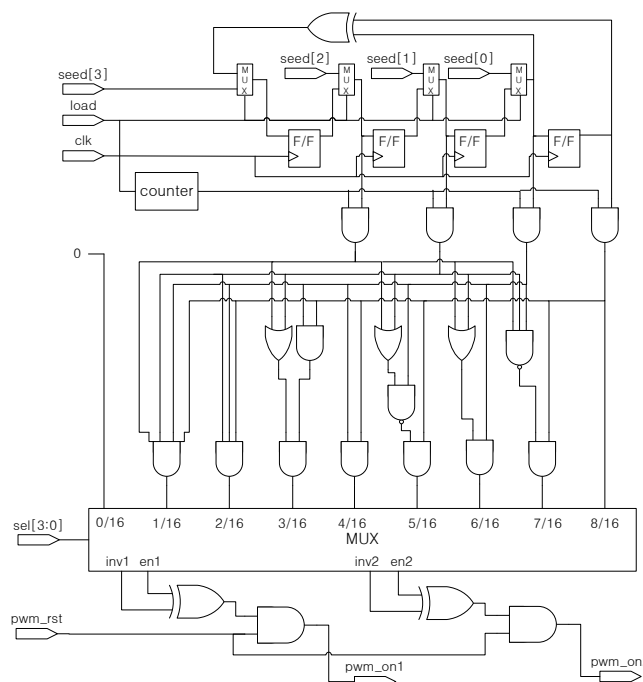 seed[2]
seed[1]
seed[0]
seed[3]
MUX
MUX
MUX
MUX
load
clk
F/F
F/F
F/F
F/F
counter
0
sel[3:0]
0/16
1/16
2/16
3/16
4/16
5/16
6/16
7/16
8/16
MUX
inv1
en1
inv2
en2
pwm_rst
pwm_on1
pwm_on